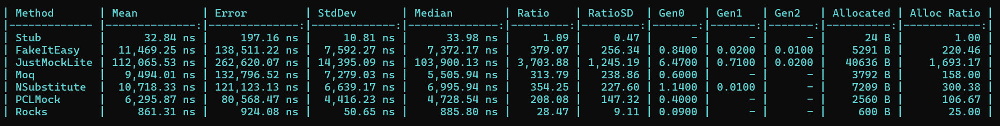 | Method      | Mean          | Error         | StdDev       | Median        | Ratio    | RatioSD  | Gen0   | Gen1   | Gen2   | Allocated | Alloc Ratio |
|------------ |--------------:|--------------:|-------------:|--------------:|---------:|---------:|-------:|-------:|-------:|----------:|------------:|
| Stub        |      32.84 ns |     197.16 ns |     10.81 ns |      33.98 ns |     1.09 |     0.47 |      - |      - |      - |      24 B |        1.00 |
| FakeItEasy  |  11,469.25 ns | 138,511.22 ns |  7,592.27 ns |   7,372.17 ns |   379.07 |   256.34 | 0.8400 | 0.0200 | 0.0100 |    5291 B |      220.46 |
| JustMockLite | 112,065.53 ns | 262,620.07 ns | 14,395.09 ns | 103,900.13 ns | 3,703.88 | 1,245.19 | 6.4700 | 0.7100 | 0.0200 |   40636 B |    1,693.17 |
| Moq         |   9,494.01 ns | 132,796.52 ns |  7,279.03 ns |   5,505.94 ns |   313.79 |   238.86 | 0.6000 |      - |      - |    3792 B |      158.00 |
| NSubstitute |  10,718.33 ns | 121,123.13 ns |  6,639.17 ns |   6,995.94 ns |   354.25 |   227.60 | 1.1400 | 0.0100 |      - |    7209 B |      300.38 |
| PCLMock     |   6,295.87 ns |  80,568.47 ns |  4,416.23 ns |   4,728.54 ns |   208.08 |   147.32 | 0.4000 |      - |      - |    2560 B |      106.67 |
| Rocks       |     861.31 ns |     924.08 ns |     50.65 ns |     885.80 ns |    28.47 |     9.11 | 0.0900 |      - |      - |     600 B |       25.00 |